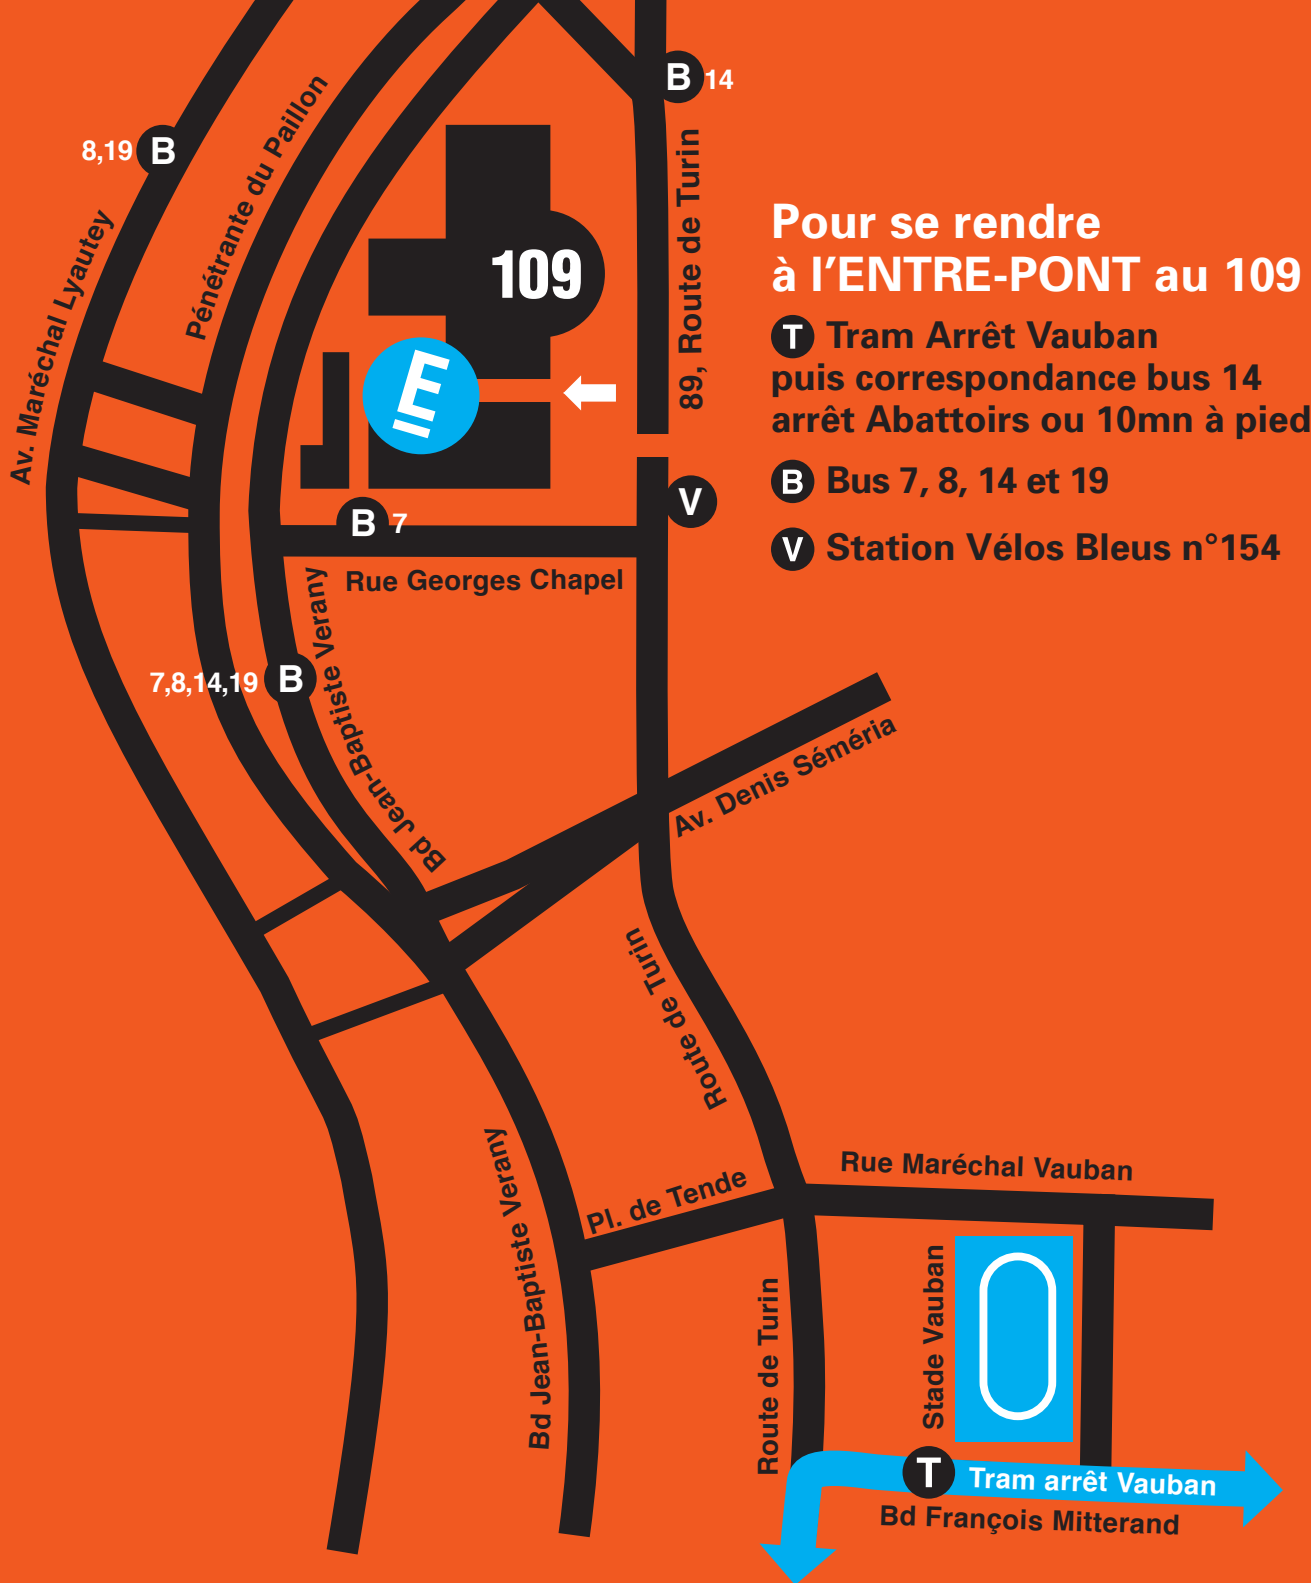 B 14
8,19 B
Pénétrante du Paillon
Av. Maréchal Lyautey
89, Route de Turin
109
E
Pour se rendre
à l'ENTRE-PONT au 109
T Tram Arrêt Vauban
puis correspondance bus 14
arrêt Abattoirs ou 10mn à pied
B Bus 7, 8, 14 et 19
V Station Vélos Bleus n°154
V
B 7
Rue Georges Chapel
Bd Jean-Baptiste Verany
7,8,14,19 B
Av. Denis Séméria
Route de Turin
Bd Jean-Baptiste Verany
Pl. de Tende
Rue Maréchal Vauban
Route de Turin
Stade Vauban
T Tram arrêt Vauban
Bd François Mitterand